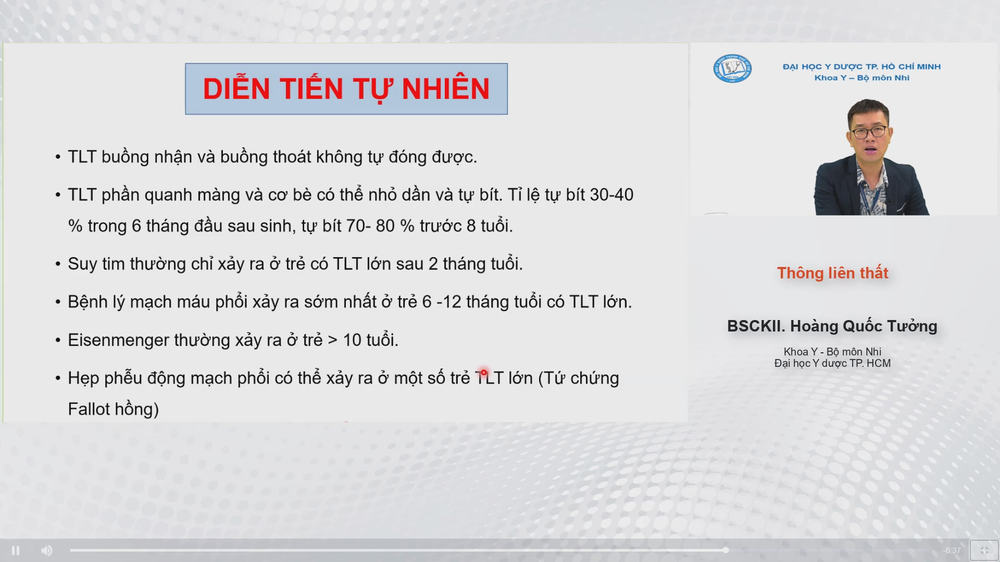 DIỄN TIẾN TỰ NHIÊN
• TLT buồng nhận và buồng thoát không tự đóng được.
• TLT phần quanh màng và cơ bè có thể nhỏ dần và tự bít. Tỉ lệ tự bít 30-40
% trong 6 tháng đầu sau sinh, tự bít 70- 80 % trước 8 tuổi.
• Suy tim thường chỉ xảy ra ở trẻ có TLT lớn sau 2 tháng tuổi.
• Bệnh lý mạch máu phổi xảy ra sớm nhất ở trẻ 6 -12 tháng tuổi có TLT lớn.
• Eisenmenger thường xảy ra ở trẻ > 10 tuổi.
• Hẹp phễu động mạch phổi có thể xảy ra ở một số trẻ TLT lớn (Tứ chứng
Fallot hồng)
ĐẠI HỌC Y DƯỢC TP. HỒ CHÍ MINH
Khoa Y – Bộ môn Nhi
Thông liên thất
BSCKII. Hoàng Quốc Tưởng
Khoa Y - Bộ môn Nhi
Đại học Y dược TP. HCM
-6:37